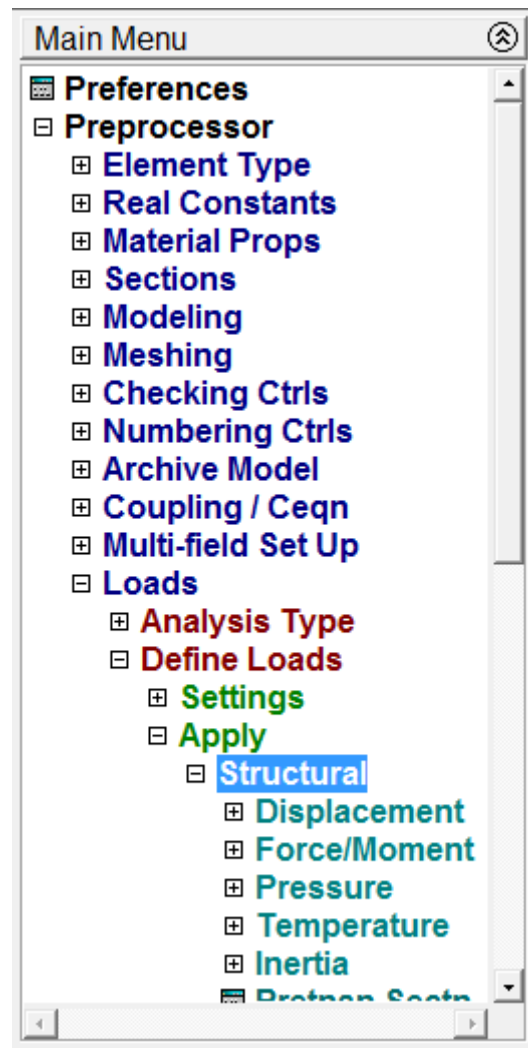 Main Menu
Preferences
Preprocessor
Element Type
Real Constants
Material Props
Sections
Modeling
Meshing
Checking Ctrls
Numbering Ctrls
Archive Model
Coupling / Ceqn
Multi-field Set Up
Loads
Analysis Type
Define Loads
Settings
Apply
Structural
Displacement
Force/Moment
Pressure
Temperature
Inertia